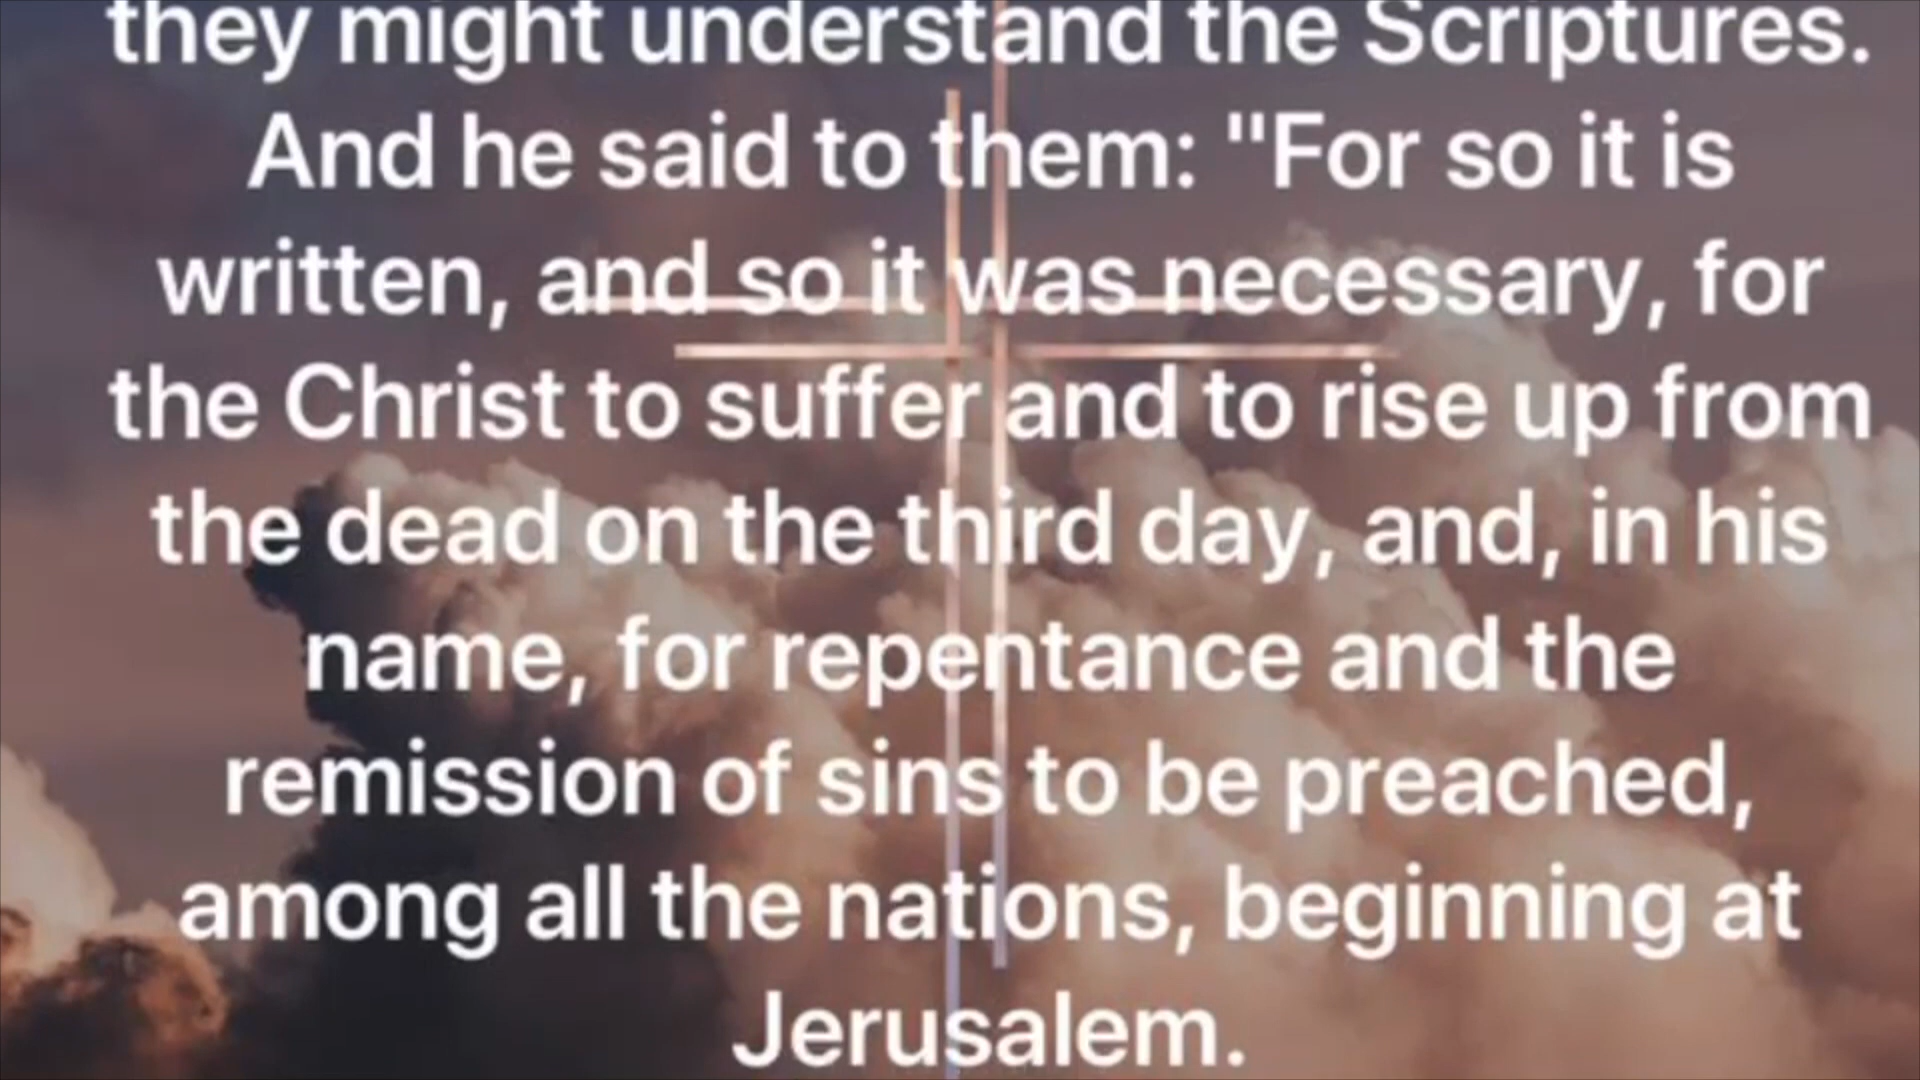 they might understand the Scriptures.
And he said to them: "For so it is
written, and so it was necessary, for
the Christ to suffer and to rise up from
the dead on the third day, and, in his
name, for repentance and the
remission of sins to be preached,
among all the nations, beginning at
Jerusalem.